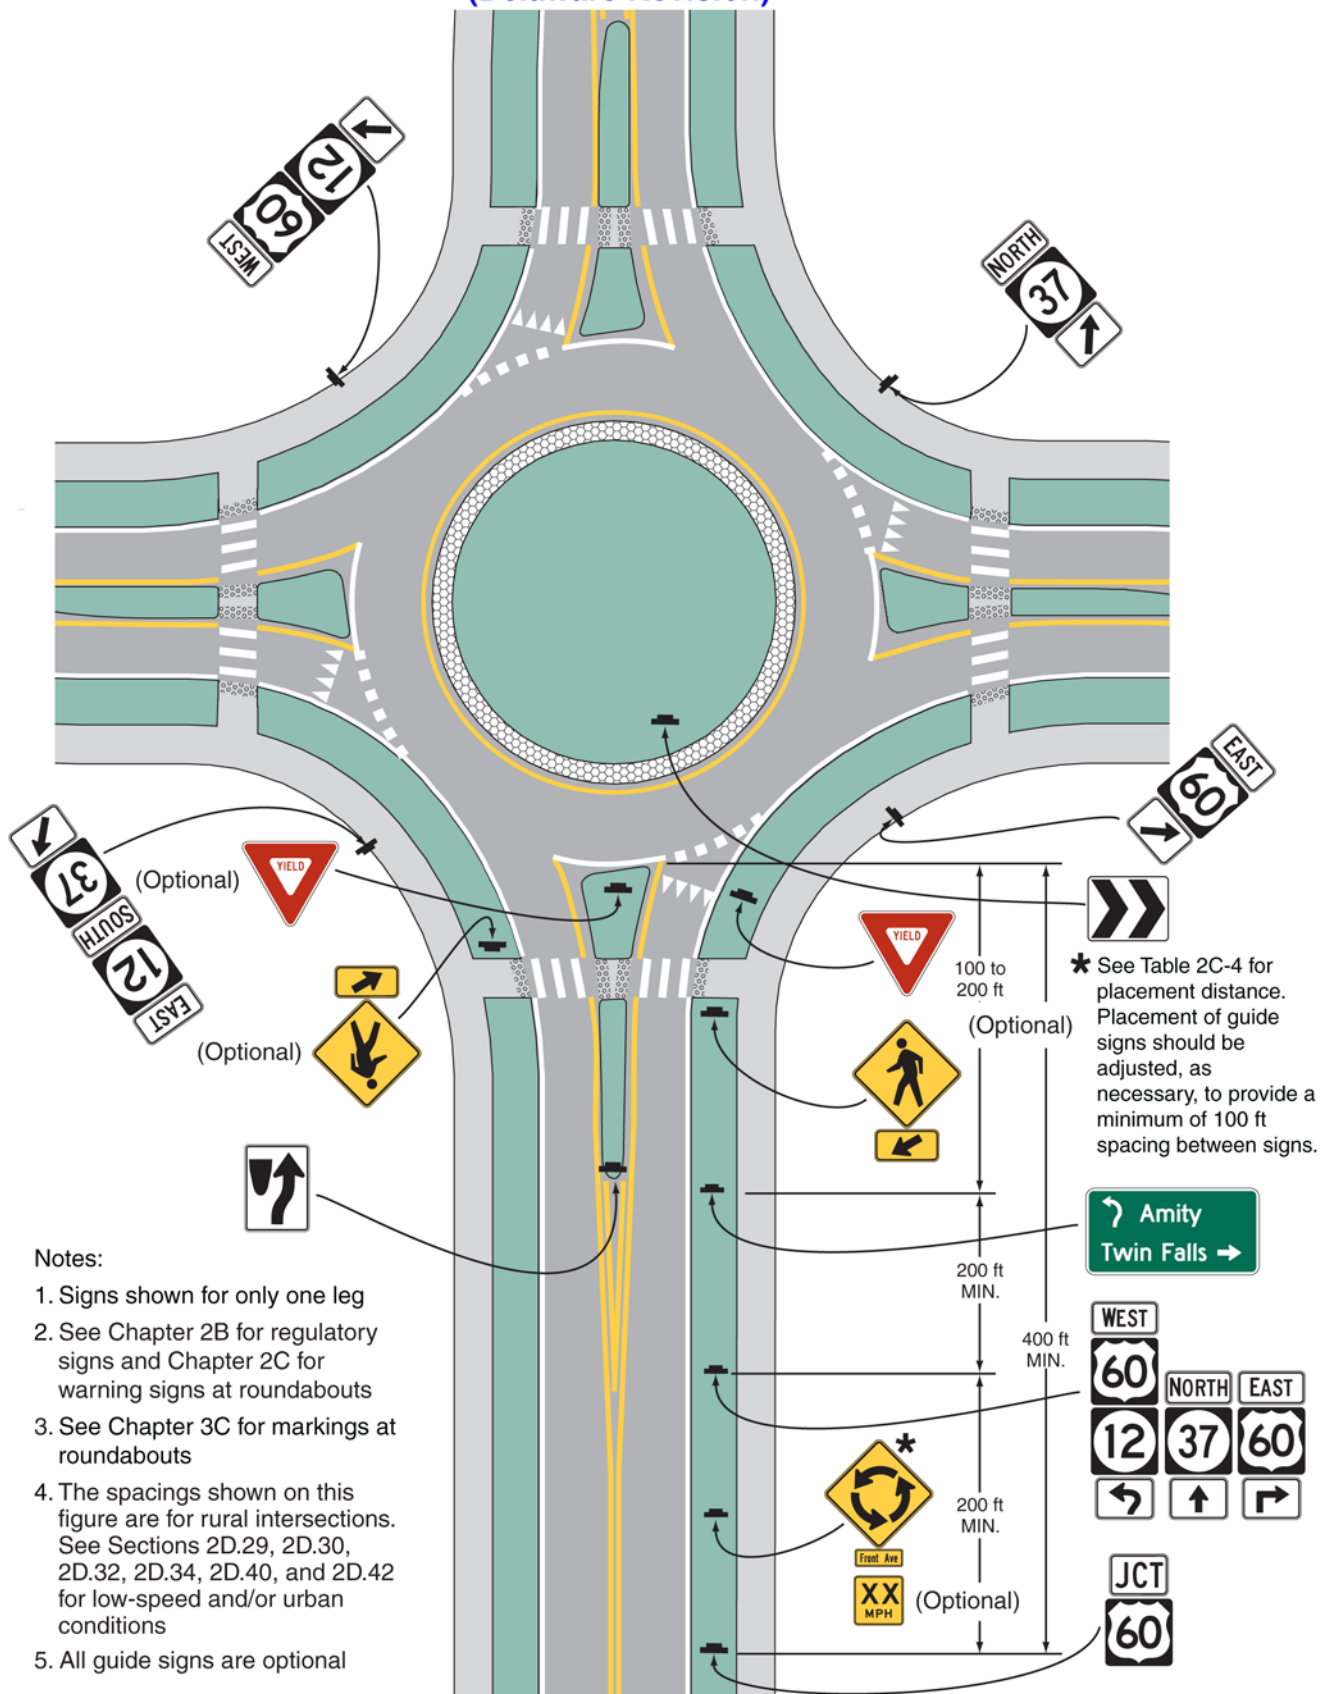 (Delaware Revision)
12
60
WEST
NORTH
37
EAST
60
37
SOUTH
12
EAST
(Optional)
YIELD
(Optional)
YIELD
100 to
200 ft
(Optional)
* See Table 2C-4 for
placement distance.
Placement of guide
signs should be
adjusted, as
necessary, to provide a
minimum of 100 ft
spacing between signs.
Amity
Twin Falls
200 ft
MIN.
400 ft
MIN.
WEST
60
12
NORTH
37
EAST
60
*
Front Ave
XX
MPH
(Optional)
200 ft
MIN.
JCT
60
Notes:
1. Signs shown for only one leg
2. See Chapter 2B for regulatory
signs and Chapter 2C for
warning signs at roundabouts
3. See Chapter 3C for markings at
roundabouts
4. The spacings shown on this
figure are for rural intersections.
See Sections 2D.29, 2D.30,
2D.32, 2D.34, 2D.40, and 2D.42
for low-speed and/or urban
conditions
5. All guide signs are optional